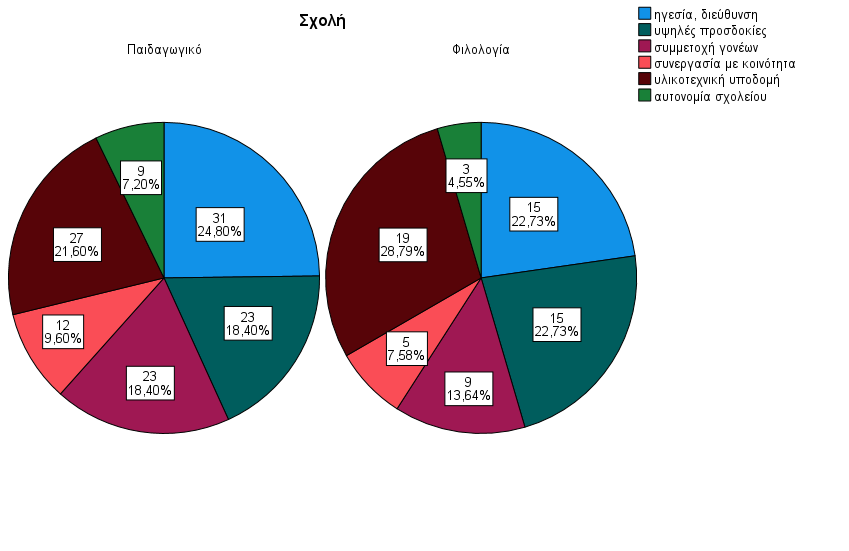 Σχολή
Παιδαγωγικό
Φιλολογία
ηγεσία, διεύθυνση
υψηλές προσδοκίες
συμμετοχή γονέων
συνεργασία με κοινότητα
υλικοτεχνική υποδομή
αυτονομία σχολείου
9
7,20%
31
24,80%
27
21,60%
23
18,40%
12
9,60%
23
18,40%
3
4,55%
15
22,73%
19
28,79%
15
22,73%
5
7,58%
9
13,64%